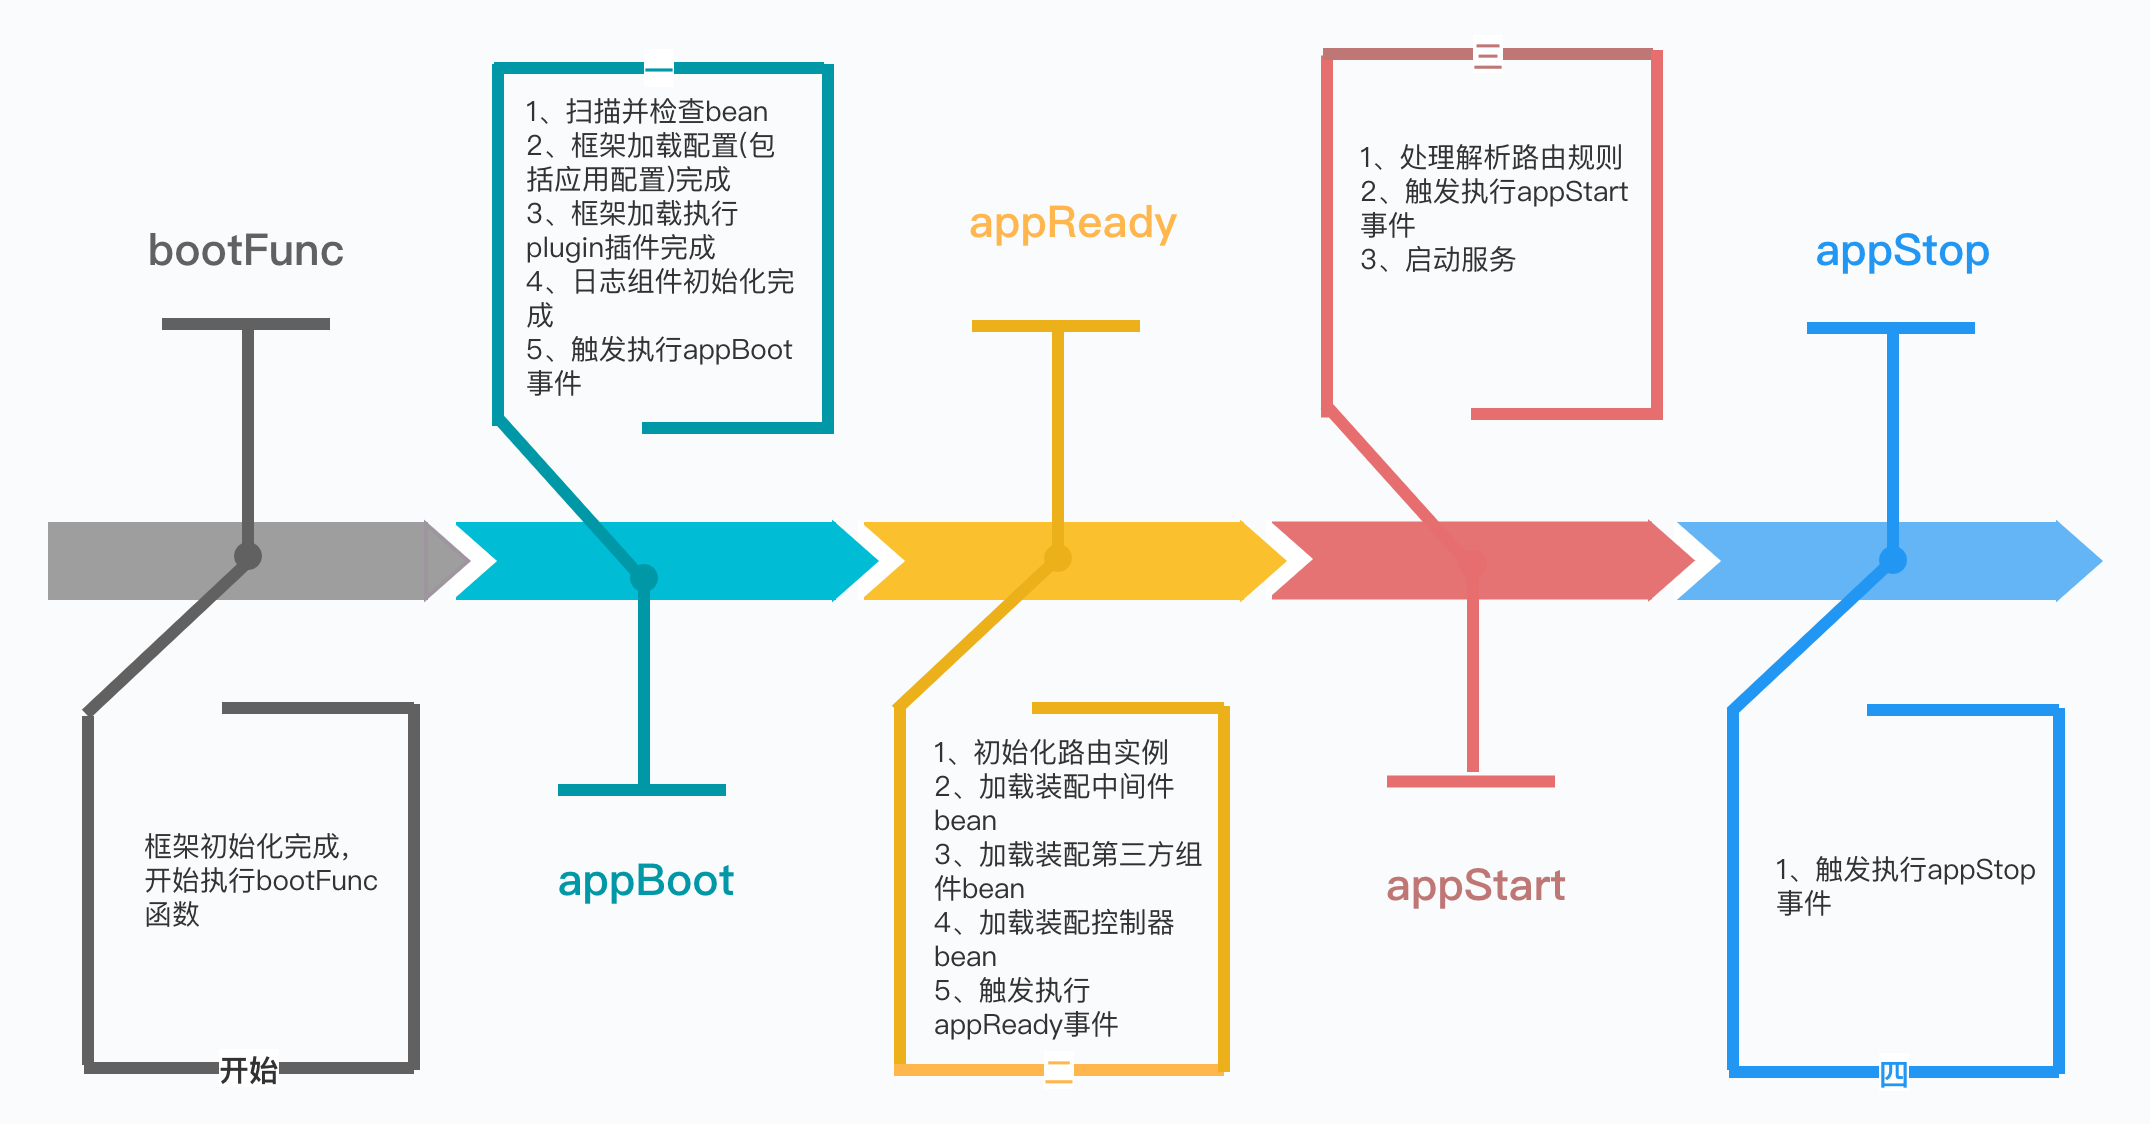 bootFunc
框架初始化完成，
开始执行bootFunc
函数
开始
一
1、扫描并检查bean
2、框架加载配置(包
括应用配置)完成
3、框架加载执行
plugin插件完成
4、日志组件初始化完
成
5、触发执行appBoot
事件
appBoot
appReady
1、初始化路由实例
2、加载装配中间件
bean
3、加载装配第三方组
件bean
4、加载装配控制器
bean
5、触发执行
appReady事件
二
三
1、处理解析路由规则
2、触发执行appStart
事件
3、启动服务
appStart
appStop
1、触发执行appStop
事件
四